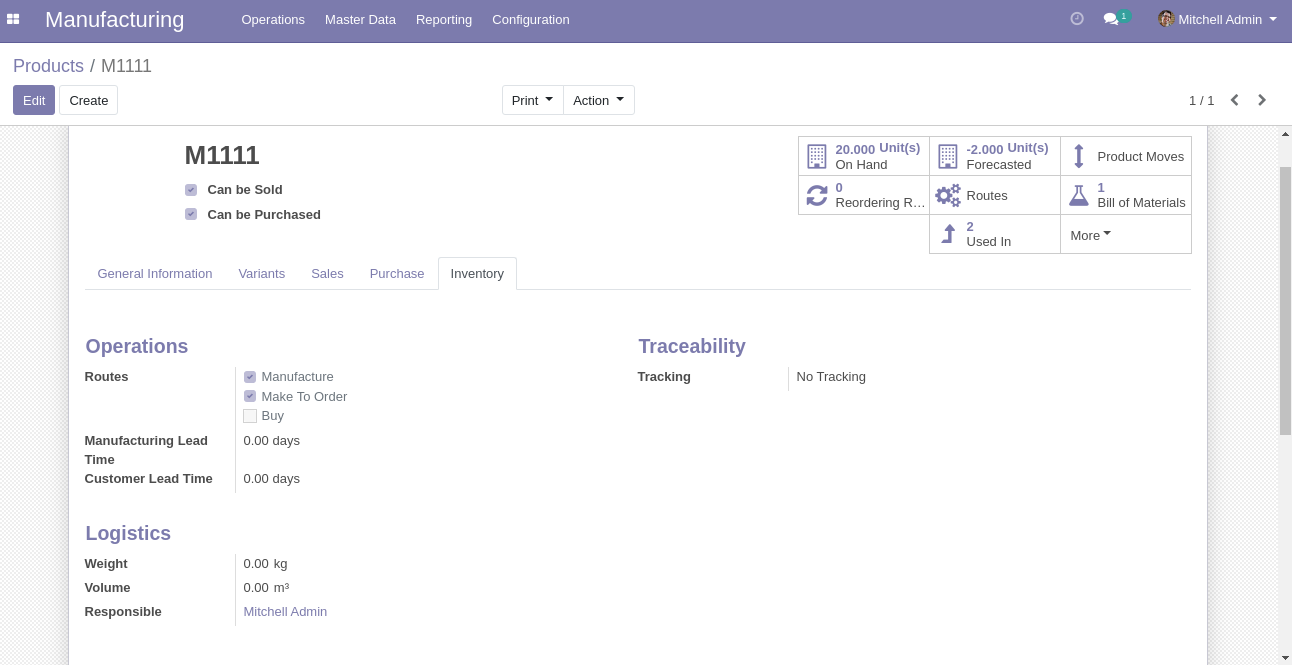 Manufacturing Operations Master Data Reporting Configuration 1 Mitchell Admin
Products / M1111
Edit Create Print Action 1 / 1
M1111
Can be Sold
Can be Purchased
20.000 Unit(s)
On Hand
-2.000 Unit(s)
Forecasted
Product Moves
0
Reordering R...
Routes
1
Bill of Materials
2
Used In
More
General Information Variants Sales Purchase Inventory
Operations
Routes
Manufacture
Make To Order
Buy
Manufacturing Lead
Time
0.00 days
Customer Lead Time 0.00 days
Traceability
Tracking No Tracking
Logistics
Weight 0.00 kg
Volume 0.00 m³
Responsible Mitchell Admin